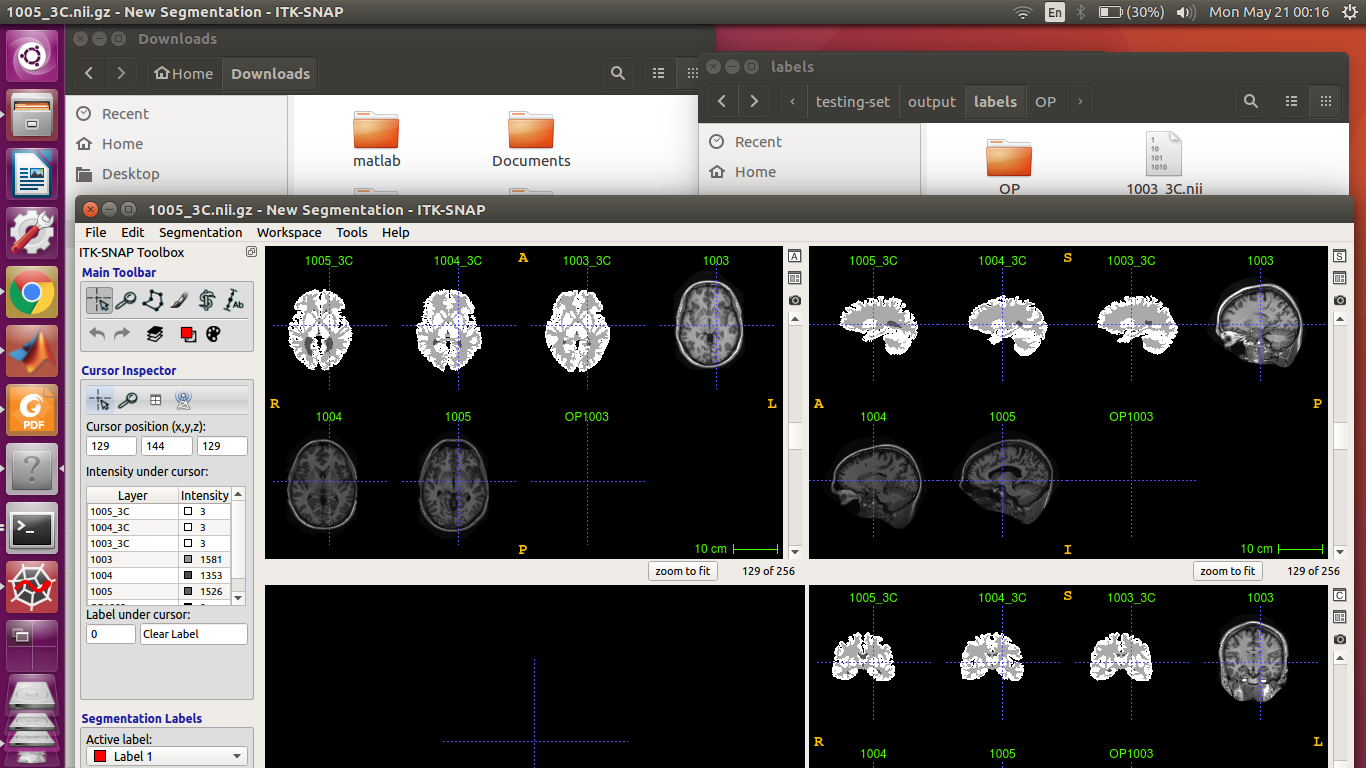 1005_3C.nii.gz - New Segmentation - ITK-SNAP
En
(30%)
Mon May 21 00:16
Downloads
Home
Downloads
Recent
Home
Desktop
matlab
Documents
labels
testing-set
output
labels
OP
Recent
Home
OP
1
10
101
1010
1003_3C.nii
PDF
1005_3C.nii.gz - New Segmentation - ITK-SNAP
File Edit Segmentation Workspace Tools Help
ITK-SNAP Toolbox
Main Toolbar
Ab
Cursor Inspector
Cursor position (x,y,z):
129 144 129
Intensity under cursor:
Layer Intensity
1005_3C 3
1004_3C 3
1003_3C 3
1003 1581
1004 1353
1005 1526
Label under cursor:
0 Clear Label
Segmentation Labels
Active label:
Label 1
1005_3C 1004_3C A 1003_3C 1003
R L
1004 1005 OP1003
P 10 cm
A
zoom to fit 129 of 256
1005_3C 1004_3C S 1003_3C 1003
A P
1004 1005 OP1003
I 10 cm
S
zoom to fit 129 of 256
1005_3C 1004_3C S 1003_3C 1003
C
R L
1004 1005 OP1003